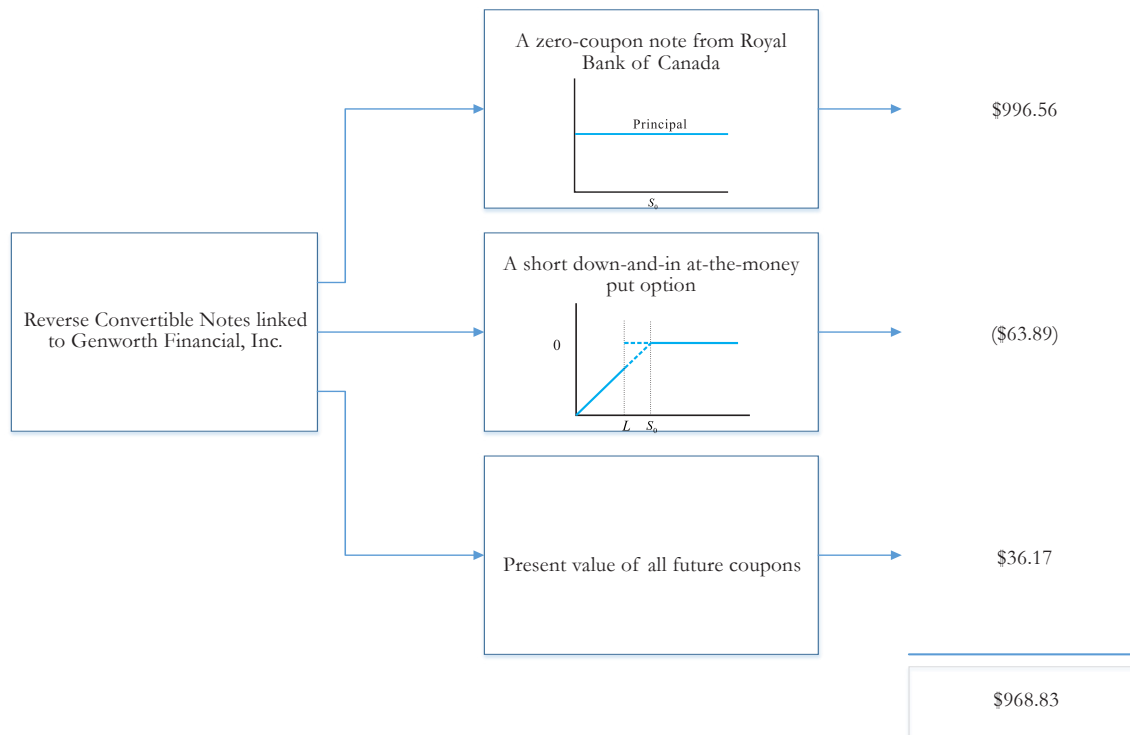 A zero-coupon note from Royal
Bank of Canada
Principal
S₀
$996.56
Reverse Convertible Notes linked
to Genworth Financial, Inc.
A short down-and-in at-the-money
put option
0
L S₀
($63.89)
Present value of all future coupons
$36.17
$968.83